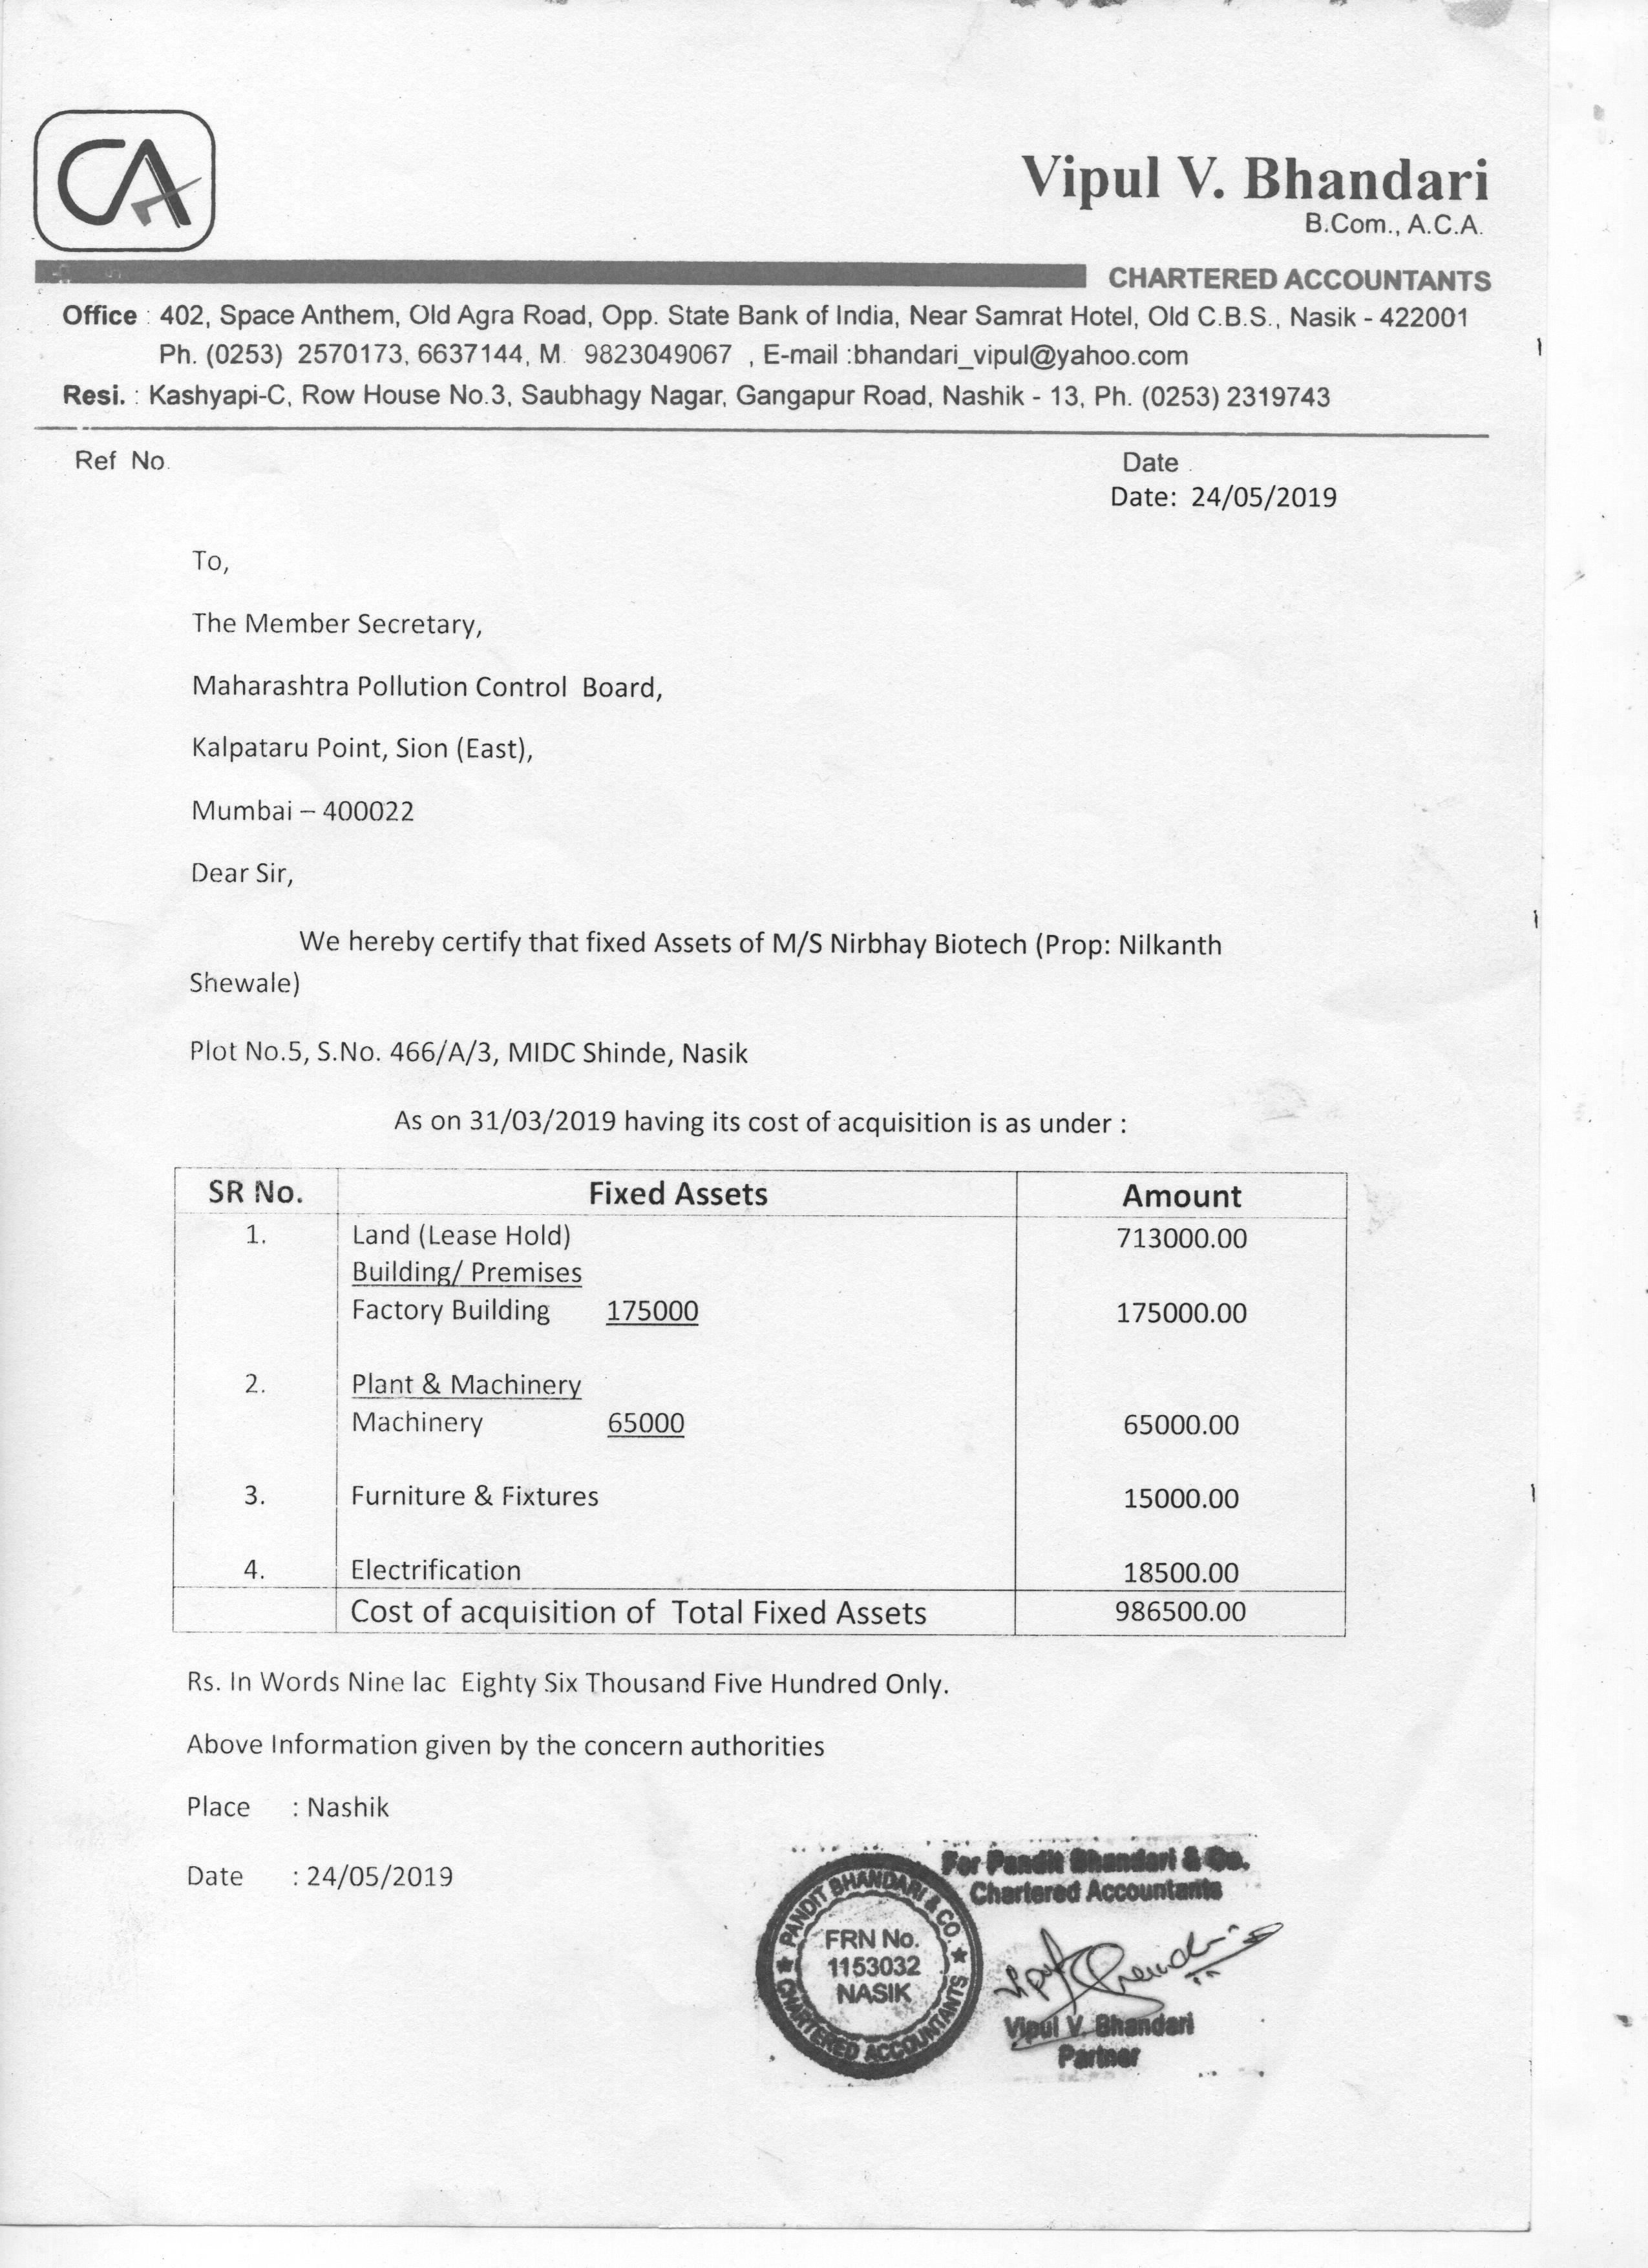 CA
Vipul V. Bhandari
B.Com., A.C.A.
CHARTERED ACCOUNTANTS
Office : 402, Space Anthem, Old Agra Road, Opp. State Bank of India, Near Samrat Hotel, Old C.B.S., Nasik - 422001
Ph. (0253) 2570173, 6637144, M. 9823049067 , E-mail :bhandari_vipul@yahoo.com
Resi. : Kashyapi-C, Row House No.3, Saubhagy Nagar, Gangapur Road, Nashik - 13, Ph. (0253) 2319743
Ref No. Date
Date: 24/05/2019
To,
The Member Secretary,
Maharashtra Pollution Control Board,
Kalpataru Point, Sion (East),
Mumbai – 400022
Dear Sir,
We hereby certify that fixed Assets of M/S Nirbhay Biotech (Prop: Nilkanth
Shewale)
Plot No.5, S.No. 466/A/3, MIDC Shinde, Nasik
As on 31/03/2019 having its cost of acquisition is as under :
SR No. Fixed Assets Amount
1. Land (Lease Hold) 713000.00
Building/ Premises
Factory Building 175000 175000.00
2. Plant & Machinery
Machinery 65000 65000.00
3. Furniture & Fixtures 15000.00
4. Electrification 18500.00
Cost of acquisition of Total Fixed Assets 986500.00
Rs. In Words Nine lac Eighty Six Thousand Five Hundred Only.
Above Information given by the concern authorities
Place : Nashik
Date : 24/05/2019
For Pandit Bhandari & Co.
Chartered Accountants
PANDIT BHANDARI & CO.
FRN No.
1153032
NASIK
CHARTERED ACCOUNTANTS
Vipul V. Bhandari
Partner